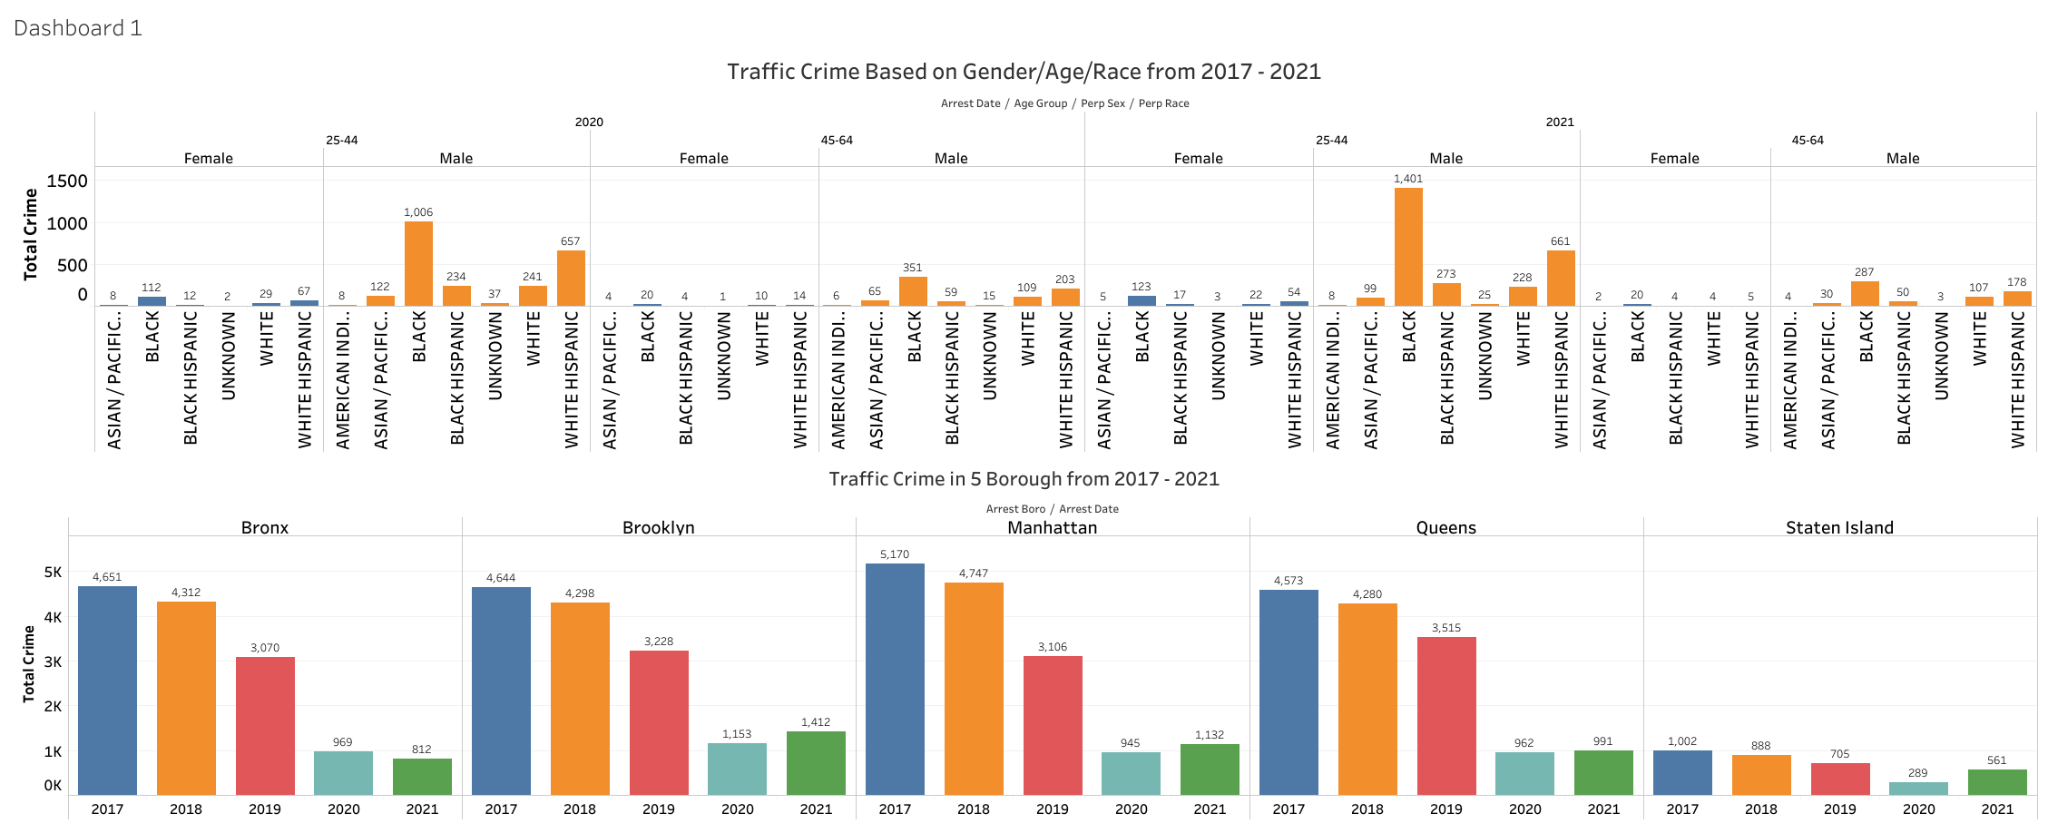 Dashboard 1
Traffic Crime Based on Gender/Age/Race from 2017 - 2021
Arrest Date / Age Group / Perp Sex / Perp Race
2020 2021
25-44 45-64 25-44 45-64
Female Male Female Male Female Male Female Male
Total Crime
1500
1000
500
0
8 112 12 2 29 67 8 122 1,006 234 37 241 657 4 20 4 1 10 14 6 65 351 59 15 109 203 5 123 17 3 22 54 8 99 1,401 273 25 228 661 2 20 4 4 5 4 30 287 50 3 107 178
ASIAN / PACIFIC..
BLACK
BLACK HISPANIC
UNKNOWN
WHITE
WHITE HISPANIC
AMERICAN INDI..
ASIAN / PACIFIC..
BLACK
BLACK HISPANIC
UNKNOWN
WHITE
WHITE HISPANIC
ASIAN / PACIFIC..
BLACK
BLACK HISPANIC
UNKNOWN
WHITE
WHITE HISPANIC
AMERICAN INDI..
ASIAN / PACIFIC..
BLACK
BLACK HISPANIC
UNKNOWN
WHITE
WHITE HISPANIC
ASIAN / PACIFIC..
BLACK
BLACK HISPANIC
UNKNOWN
WHITE
WHITE HISPANIC
AMERICAN INDI..
ASIAN / PACIFIC..
BLACK
BLACK HISPANIC
UNKNOWN
WHITE
WHITE HISPANIC
ASIAN / PACIFIC..
BLACK
BLACK HISPANIC
WHITE
WHITE HISPANIC
AMERICAN INDI..
ASIAN / PACIFIC..
BLACK
BLACK HISPANIC
UNKNOWN
WHITE
WHITE HISPANIC
Traffic Crime in 5 Borough from 2017 - 2021
Arrest Boro / Arrest Date
Bronx Brooklyn Manhattan Queens Staten Island
Total Crime
5K
4K
3K
2K
1K
0K
4,651 4,312 3,070 969 812
4,644 4,298 3,228 1,153 1,412
5,170 4,747 3,106 945 1,132
4,573 4,280 3,515 962 991
1,002 888 705 289 561
2017 2018 2019 2020 2021 2017 2018 2019 2020 2021 2017 2018 2019 2020 2021 2017 2018 2019 2020 2021 2017 2018 2019 2020 2021